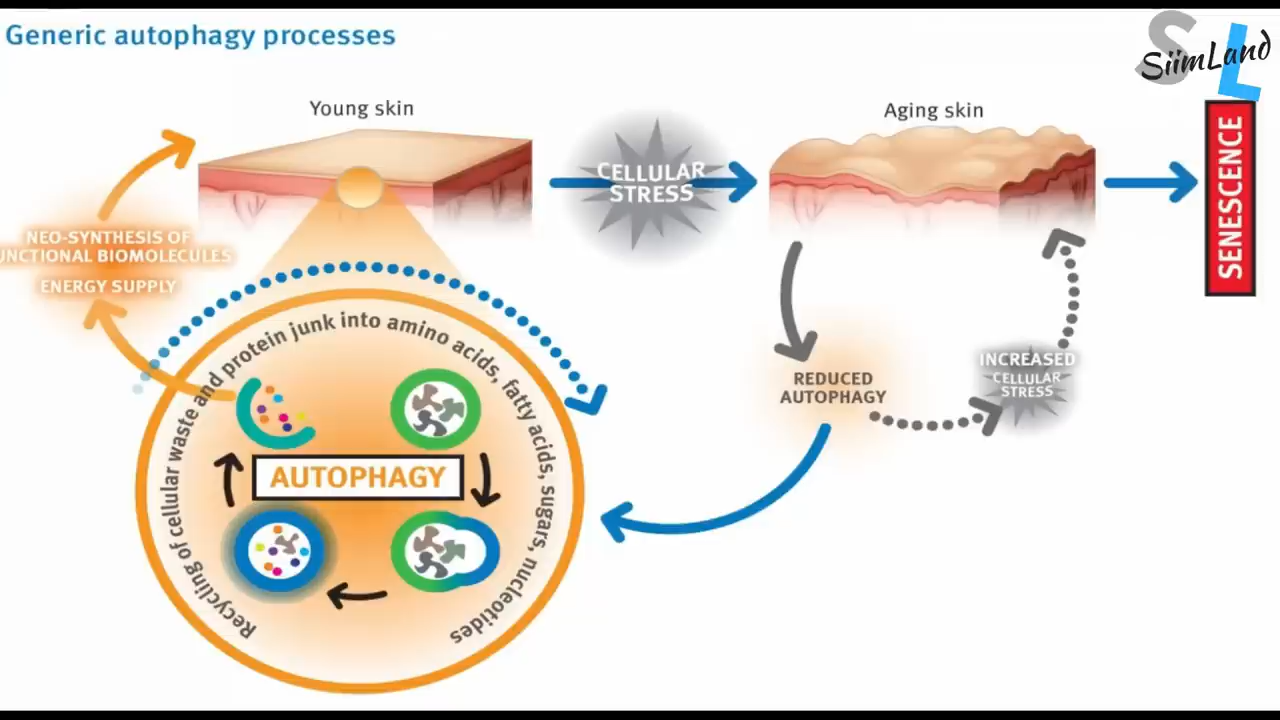 Generic autophagy processes
SiimLand
SL
Young skin
Aging skin
CELLULAR
STRESS
SENESCENCE
NEO-SYNTHESIS OF
UNCTIONAL BIOMOLECULES
ENERGY SUPPLY
Recycling of cellular waste and protein junk into amino acids, fatty acids, sugars, nucleotides
AUTOPHAGY
REDUCED
AUTOPHAGY
INCREASED
CELLULAR
STRESS